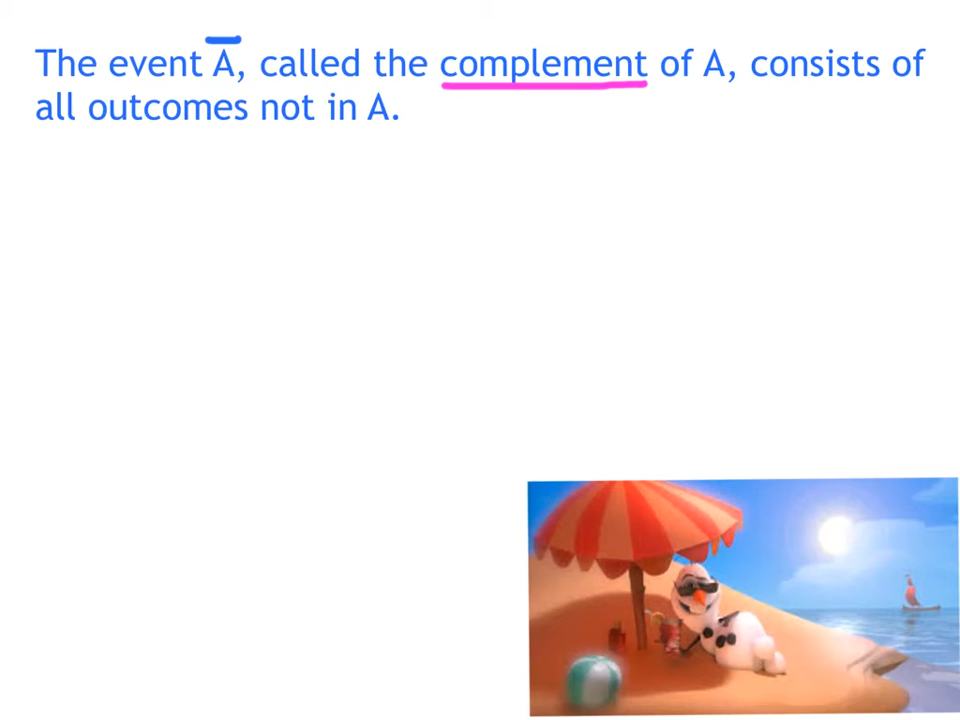 The event A̅, called the complement of A, consists of
all outcomes not in A.